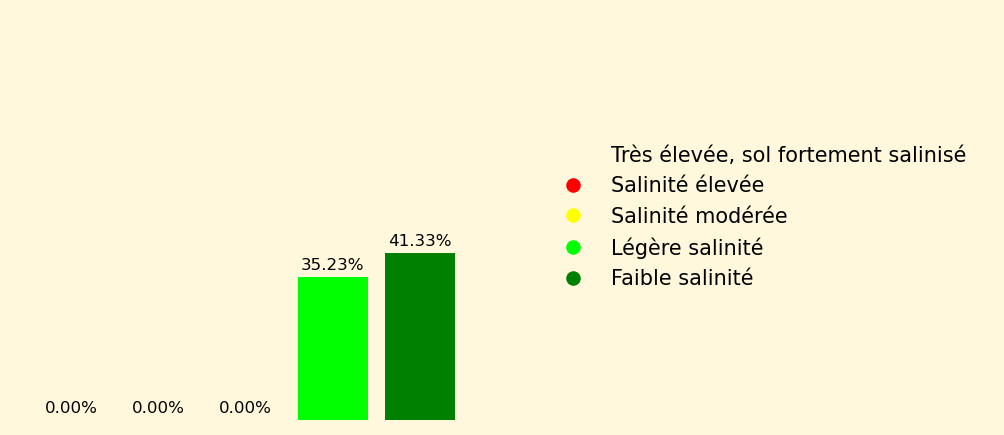 Très élevée, sol fortement salinisé
Salinité élevée
Salinité modérée
Légère salinité
Faible salinité
41.33%
35.23%
0.00% 0.00% 0.00%